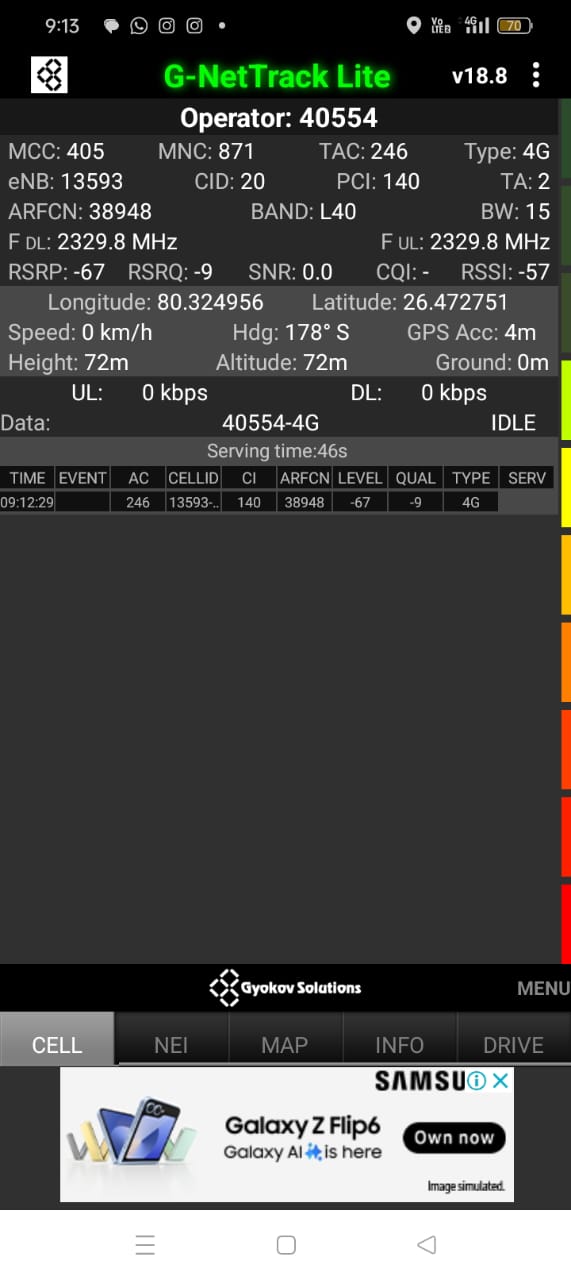 9:13 Vo LTE2 4G 70
G-NetTrack Lite v18.8
Operator: 40554
MCC: 405 MNC: 871 TAC: 246 Type: 4G
eNB: 13593 CID: 20 PCI: 140 TA: 2
ARFCN: 38948 BAND: L40 BW: 15
F DL: 2329.8 MHz F UL: 2329.8 MHz
RSRP: -67 RSRQ: -9 SNR: 0.0 CQI: - RSSI: -57
Longitude: 80.324956 Latitude: 26.472751
Speed: 0 km/h Hdg: 178° S GPS Acc: 4m
Height: 72m Altitude: 72m Ground: 0m
UL: 0 kbps DL: 0 kbps
Data: 40554-4G IDLE
Serving time:46s
TIME EVENT AC CELLID CI ARFCN LEVEL QUAL TYPE SERV
09:12:29 246 13593-.. 140 38948 -67 -9 4G
Gyokov Solutions MENU
CELL NEI MAP INFO DRIVE
SAMSU
Galaxy Z Flip6
Galaxy AI is here
Own now
Image simulated.